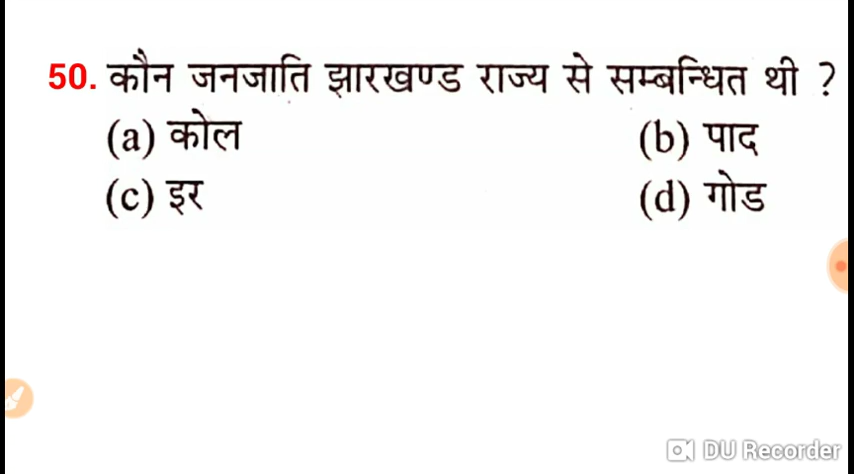 50. कौन जनजाति झारखण्ड राज्य से सम्बन्धित थी ?
(a) कोल (b) पाद
(c) इर (d) गोड
DU Recorder